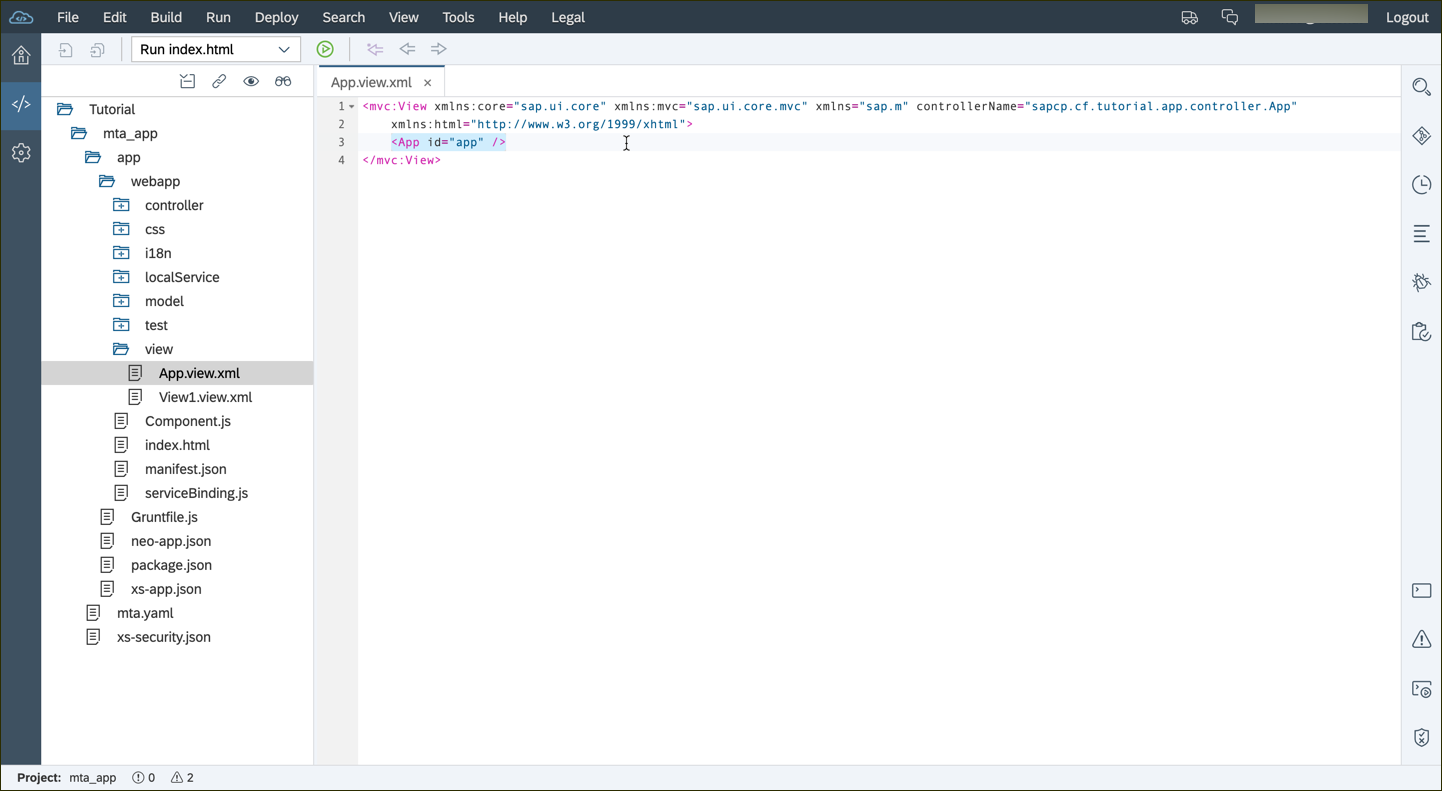 File Edit Build Run Deploy Search View Tools Help Legal Logout
Run index.html
App.view.xml ×
Tutorial
mta_app
app
webapp
controller
css
i18n
localService
model
test
view
App.view.xml
View1.view.xml
Component.js
index.html
manifest.json
serviceBinding.js
Gruntfile.js
neo-app.json
package.json
xs-app.json
mta.yaml
xs-security.json
1 <mvc:View xmlns:core="sap.ui.core" xmlns:mvc="sap.ui.core.mvc" xmlns="sap.m" controllerName="sapcp.cf.tutorial.app.controller.App"
2 xmlns:html="http://www.w3.org/1999/xhtml">
3 <App id="app" />
4 </mvc:View>
Project: mta_app 0 2